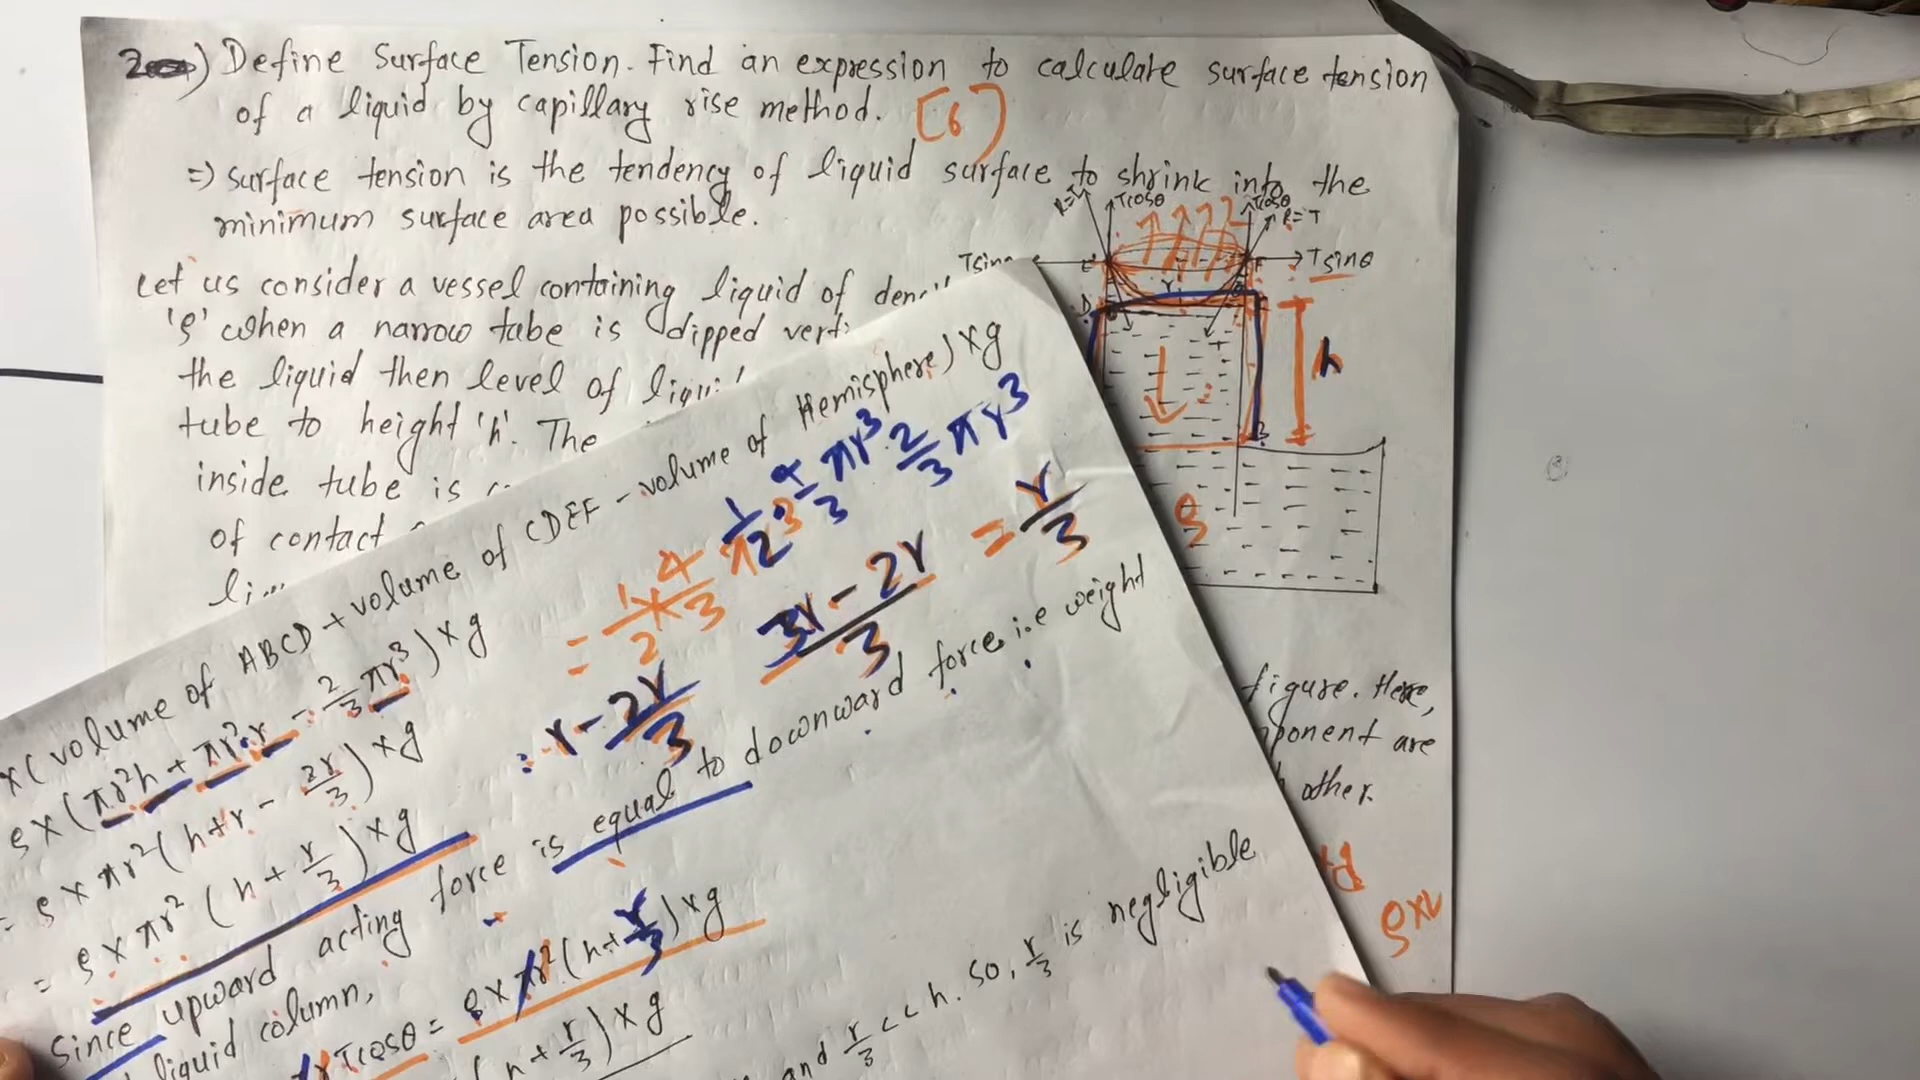 2) Define Surface Tension. Find an expression to calculate surface tension
of a liquid by capillary rise method. [6]
=> surface tension is the tendency of liquid surface to shrink into the
minimum surface area possible.
R=T Tcosθ Tcosθ R=T
Tsinθ
Let us consider a vessel containing liquid of
'ρ' when a narrow tube is dipped
the liquid then level of
tube to height 'h'. The
inside tube is
of contact
h
ρ
figure. Here,
are
other.
x(volume of ABCD + volume of CDEF - volume of Hemisphere) x g
ρ x (πr²h + πr².r - 2/3 πr³) x g
= ρ x πr² (h + r - 2r/3) x g
= ρ x πr² (h + r/3) x g
1/2 . 4/3 πr³ 2/3 πr³
r - 2r/3
3r - 2r/3 = r/3
Since upward acting force is equal to downward force i.e weight
liquid column,
Tcosθ = ρ x πr² (h + r/3) x g
(h + r/3) x g
and r/3 << h. So, r/3 is negligible